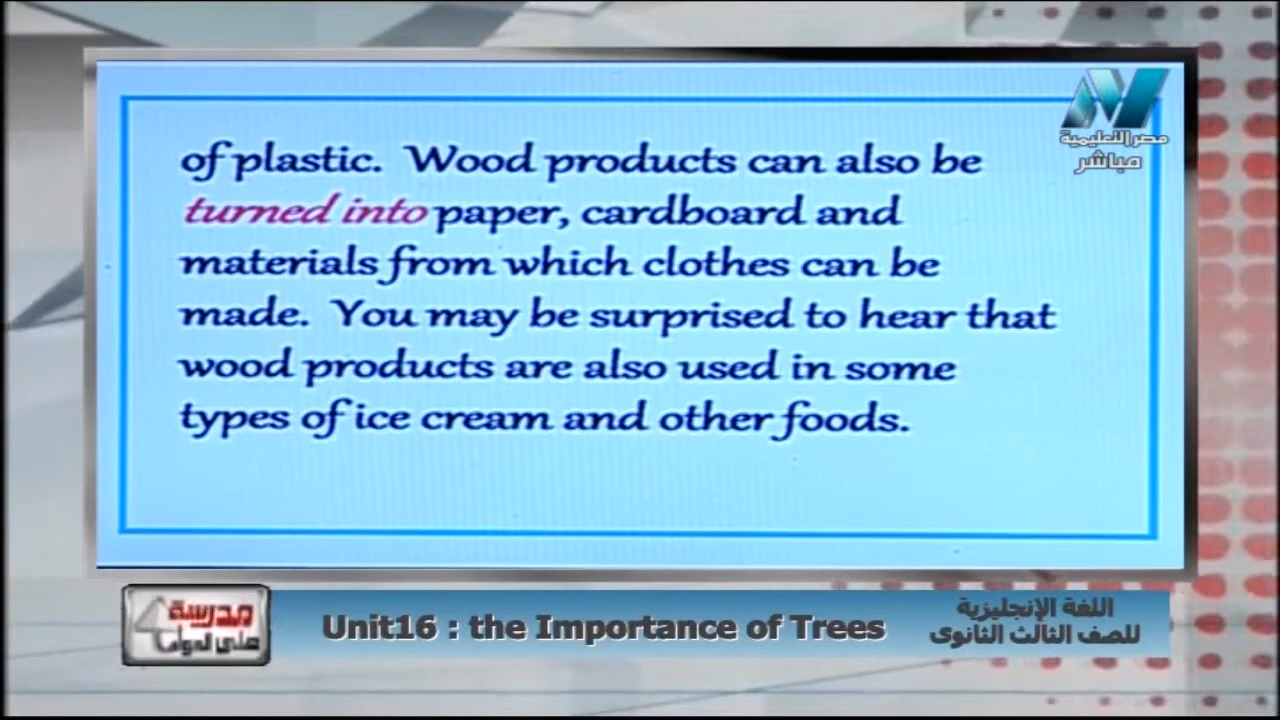 مصر التعليمية
مباشر
of plastic. Wood products can also be
turned into paper, cardboard and
materials from which clothes can be
made. You may be surprised to hear that
wood products are also used in some
types of ice cream and other foods.
مدرسة
على الهواء
Unit16 : the Importance of Trees
اللغة الإنجليزية
للصف الثالث الثانوى